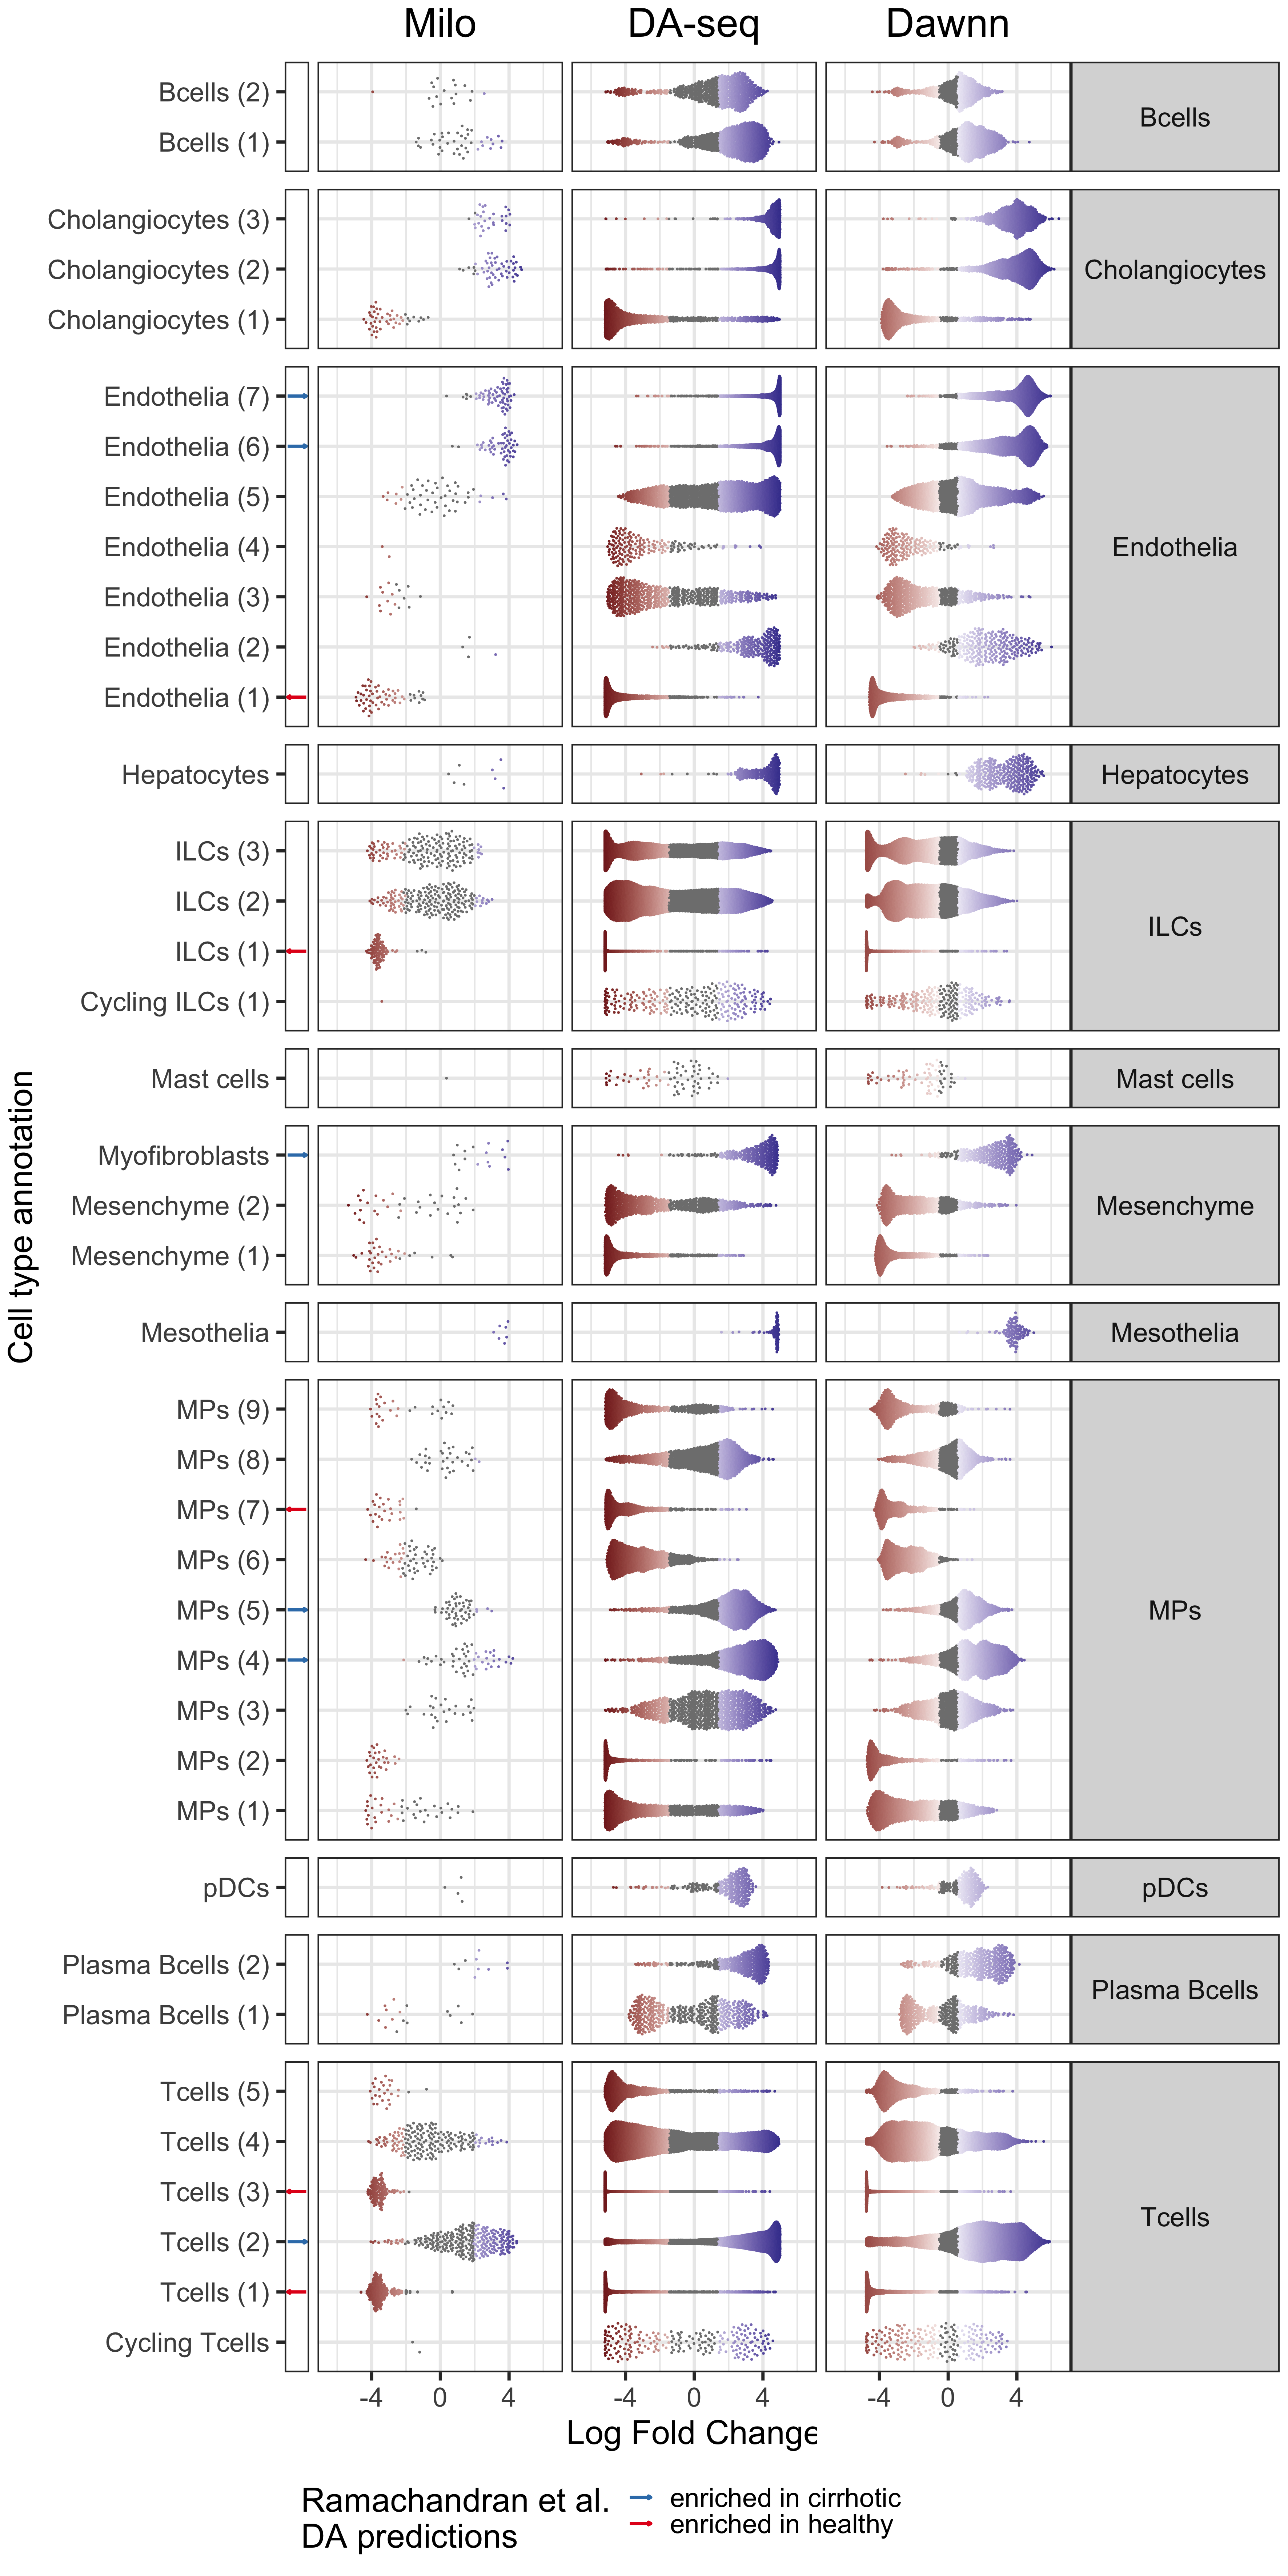 Milo DA-seq Dawnn
Bcells (2)
Bcells (1)
Bcells
Cholangiocytes (3)
Cholangiocytes (2)
Cholangiocytes (1)
Cholangiocytes
Endothelia (7)
Endothelia (6)
Endothelia (5)
Endothelia (4)
Endothelia (3)
Endothelia (2)
Endothelia (1)
Endothelia
Hepatocytes
Hepatocytes
ILCs (3)
ILCs (2)
ILCs (1)
Cycling ILCs (1)
ILCs
Mast cells
Mast cells
Myofibroblasts
Mesenchyme (2)
Mesenchyme (1)
Mesenchyme
Mesothelia
Mesothelia
MPs (9)
MPs (8)
MPs (7)
MPs (6)
MPs (5)
MPs (4)
MPs (3)
MPs (2)
MPs (1)
MPs
pDCs
pDCs
Plasma Bcells (2)
Plasma Bcells (1)
Plasma Bcells
Tcells (5)
Tcells (4)
Tcells (3)
Tcells (2)
Tcells (1)
Cycling Tcells
Tcells
Cell type annotation
-4 0 4 -4 0 4 -4 0 4
Log Fold Change
Ramachandran et al.
DA predictions
enriched in cirrhotic
enriched in healthy